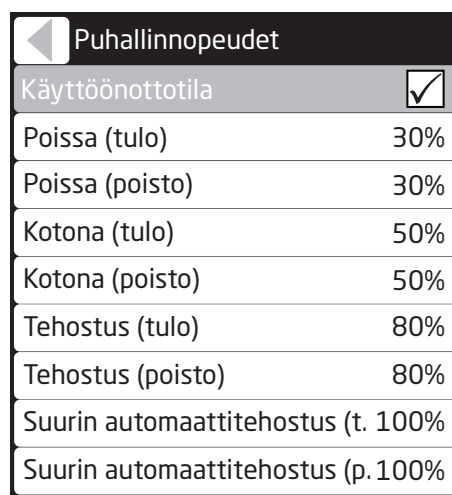 Puhallinnopeudet
Käyttöönottotila
Poissa (tulo) 30%
Poissa (poisto) 30%
Kotona (tulo) 50%
Kotona (poisto) 50%
Tehostus (tulo) 80%
Tehostus (poisto) 80%
Suurin automaattitehostus (t. 100%
Suurin automaattitehostus (p. 100%